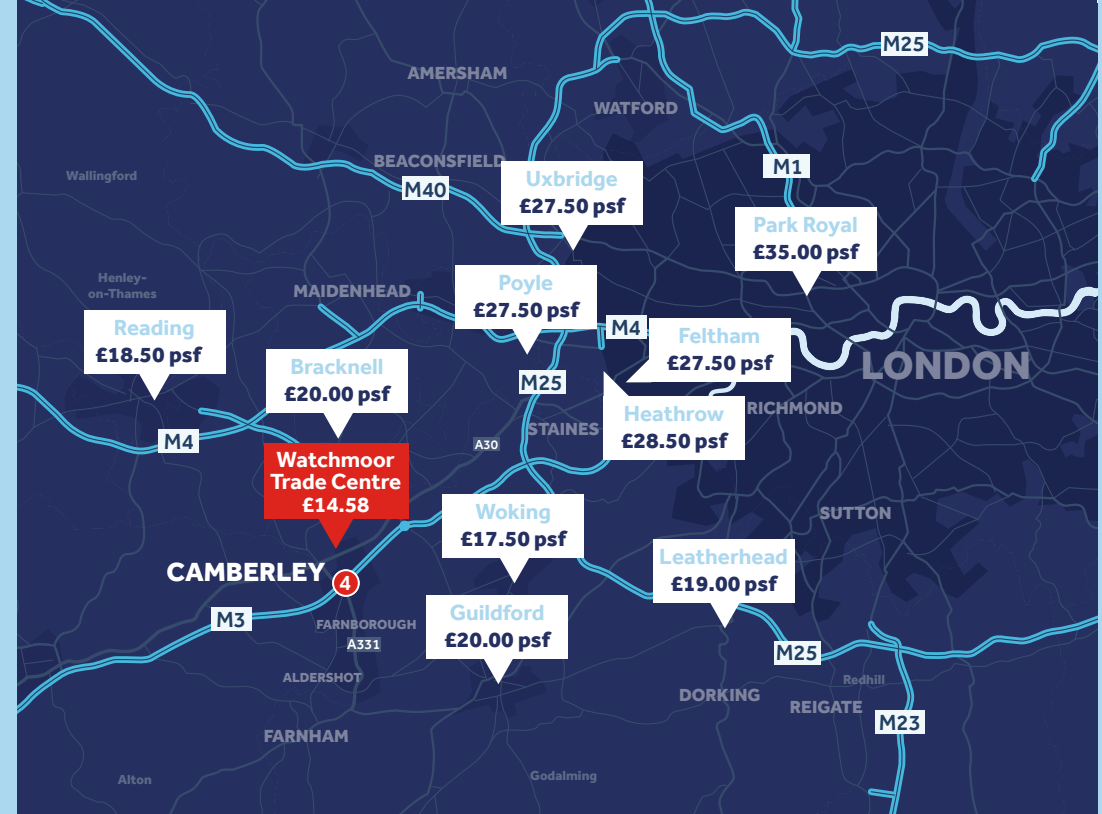 M25
AMERSHAM
WATFORD
BEACONSFIELD
M1
Wallingford
M40
Uxbridge
£27.50 psf
Park Royal
£35.00 psf
Henley-
on-Thames
MAIDENHEAD
Poyle
£27.50 psf
Reading
£18.50 psf
M4
Feltham
£27.50 psf
Bracknell
£20.00 psf
LONDON
M25
Heathrow
£28.50 psf
RICHMOND
STAINES
M4
A30
Watchmoor
Trade Centre
£14.58
Woking
£17.50 psf
SUTTON
Leatherhead
£19.00 psf
CAMBERLEY
4
Guildford
£20.00 psf
M3
FARNBOROUGH
A331
M25
ALDERSHOT
Redhill
DORKING
REIGATE
M23
FARNHAM
Alton
Godalming